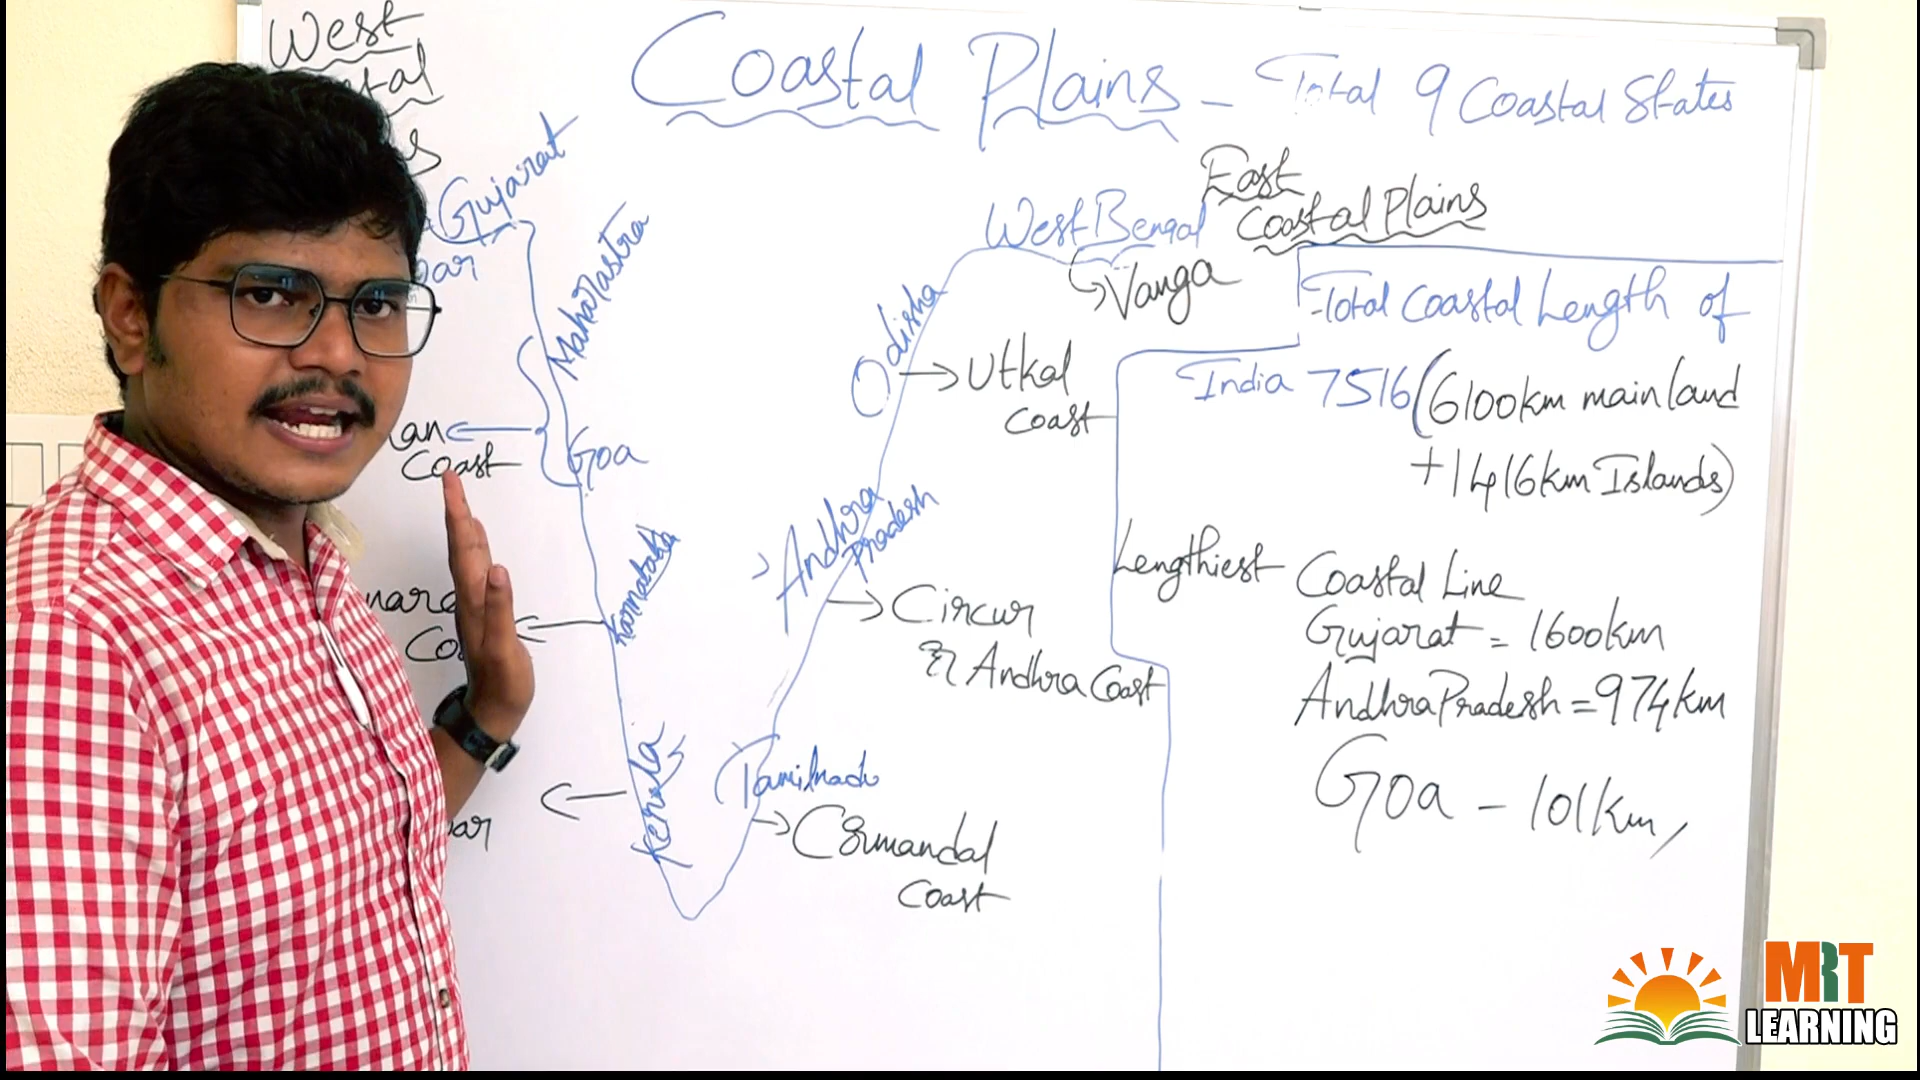 West
Coastal Plains - Total 9 Coastal States
East
Coastal Plains
Gujarat
Maharastra
Goa
Coast
Karnataka
Kerala
West Bengal
Vanga
Odisha
Utkal
Coast
Andhra
Pradesh
Circur
Andhra Coast
Tamilnadu
Cormandal
Coast
Total Coastal Length of
India 7516 (6100km mainland
+1416km Islands)
Lengthiest Coastal Line
Gujarat = 1600km
Andhra Pradesh = 974km
Goa - 101km
MRT
LEARNING